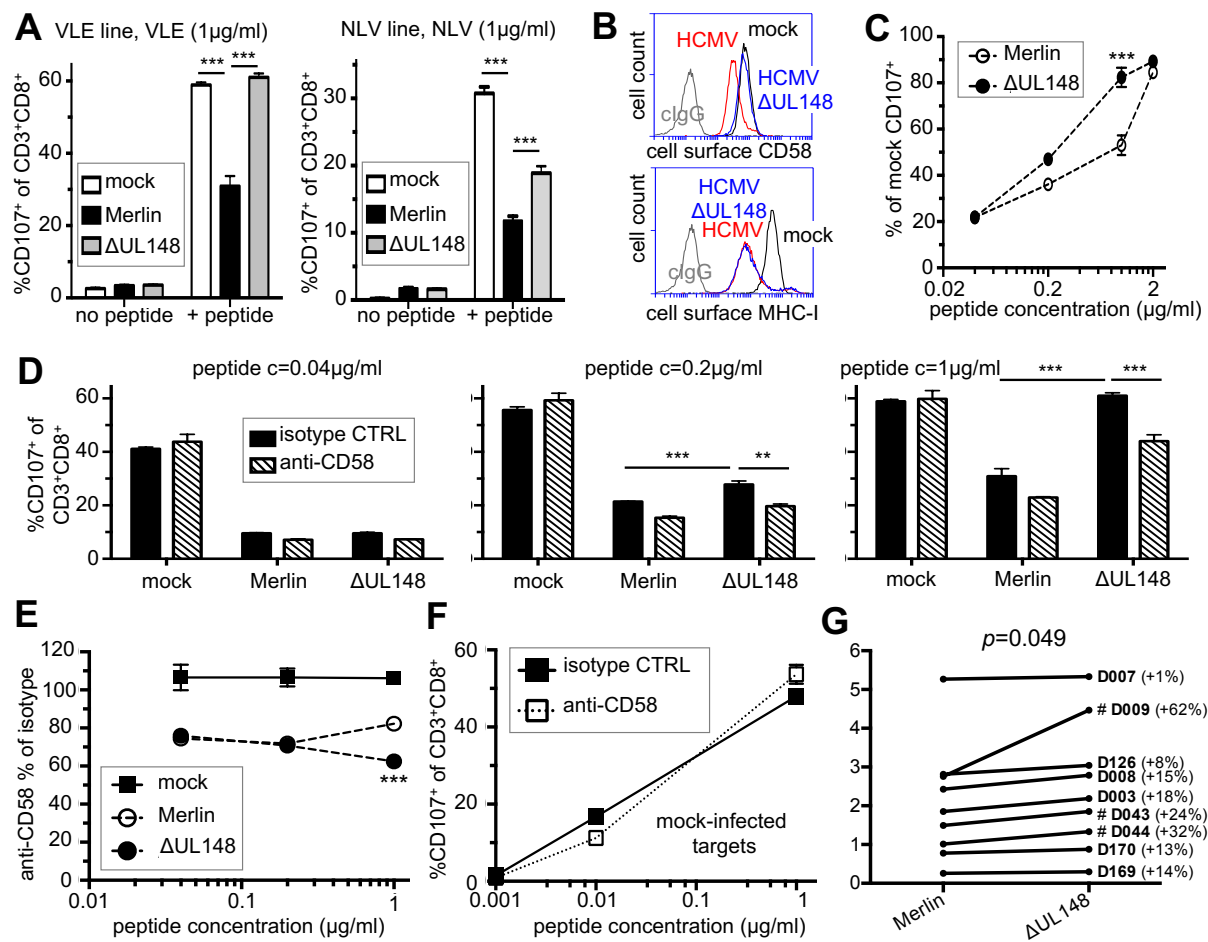 A
VLE line, VLE (1µg/ml)
%CD107⁺ of CD3⁺CD8⁺
60
40
20
0
***
***
mock
Merlin
ΔUL148
no peptide
+ peptide
NLV line, NLV (1µg/ml)
%CD107⁺ of CD3⁺CD8⁺
30
20
10
0
***
***
mock
Merlin
ΔUL148
no peptide
+ peptide
B
cell count
HCMV
mock
HCMV
ΔUL148
cIgG
cell surface CD58
cell count
HCMV
ΔUL148
HCMV
mock
cIgG
cell surface MHC-I
C
% of mock CD107⁺
100
80
60
40
20
0
Merlin
ΔUL148
***
0.02
0.2
2
peptide concentration (µg/ml)
D
%CD107⁺ of
CD3⁺CD8⁺
peptide c=0.04µg/ml
60
40
20
0
isotype CTRL
anti-CD58
mock
Merlin
ΔUL148
peptide c=0.2µg/ml
***
**
mock
Merlin
ΔUL148
peptide c=1µg/ml
***
***
mock
Merlin
ΔUL148
E
anti-CD58 % of isotype
120
100
80
60
40
20
0
mock
Merlin
ΔUL148
***
0.01
0.1
1
peptide concentration (µg/ml)
F
%CD107⁺ of CD3⁺CD8⁺
60
40
20
0
isotype CTRL
anti-CD58
mock-infected
targets
0.001
0.01
0.1
1
peptide concentration (µg/ml)
G
p=0.049
6
5
4
3
2
1
0
D007 (+1%)
# D009 (+62%)
D126 (+8%)
D008 (+15%)
D003 (+18%)
# D043 (+24%)
# D044 (+32%)
D170 (+13%)
D169 (+14%)
Merlin
ΔUL148